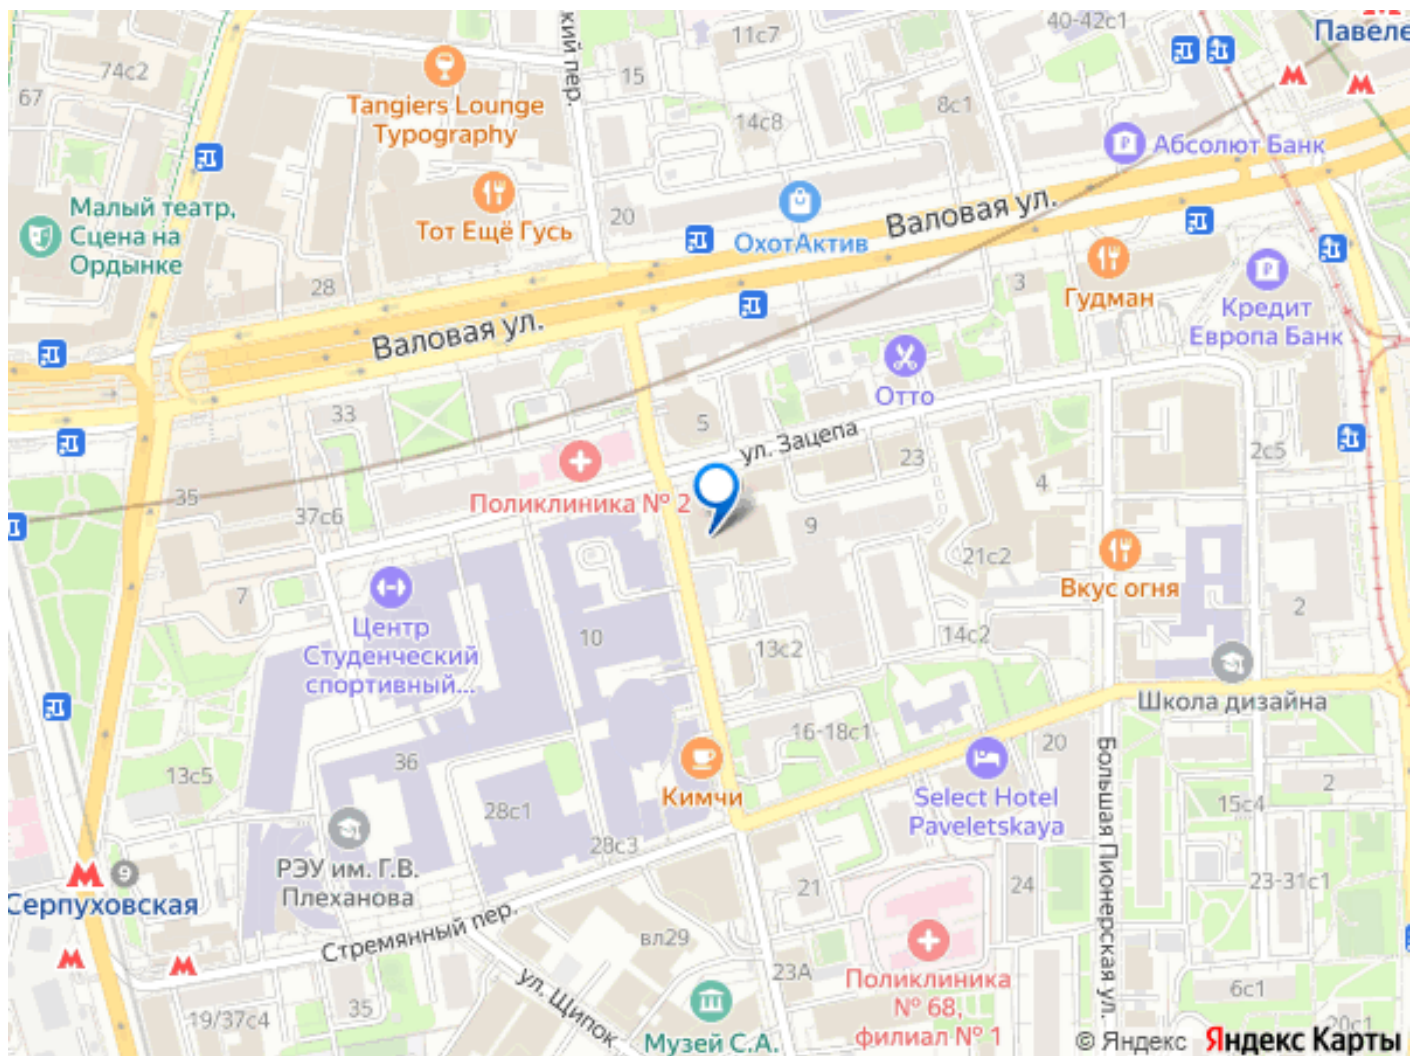 40-42с1
Павеле
11с7
кий пер.
74с2
15
67
Tangiers Lounge
Typography
8с1
14с8
Абсолют Банк
Малый театр,
Сцена на
Ордынке
Тот Ещё Гусь
20
ОхотАктив
Валовая ул.
28
3
Гудман
Кредит
Европа Банк
Валовая ул.
Отто
33
5
ул. Зацепа
23
2с5
4
Поликлиника № 2
35
37с6
9
21с2
Вкус огня
7
2
Центр
Студенческий
спортивный...
10
13с2
14с2
Школа дизайна
16-18с1
20
36
13с5
Кимчи
Select Hotel
Paveletskaya
2
15с4
28с1
28с3
Большая Пионерская ул.
РЭУ им. Г.В.
Плеханова
9
Серпуховская
21
24
23-31с1
Стремянный пер.
вл29
23А
Поликлиника
№ 68,
филиал № 1
ул. Щипок
35
19/37с4
6с1
20с1
Музей С.А.
© Яндекс Яндекс Карты